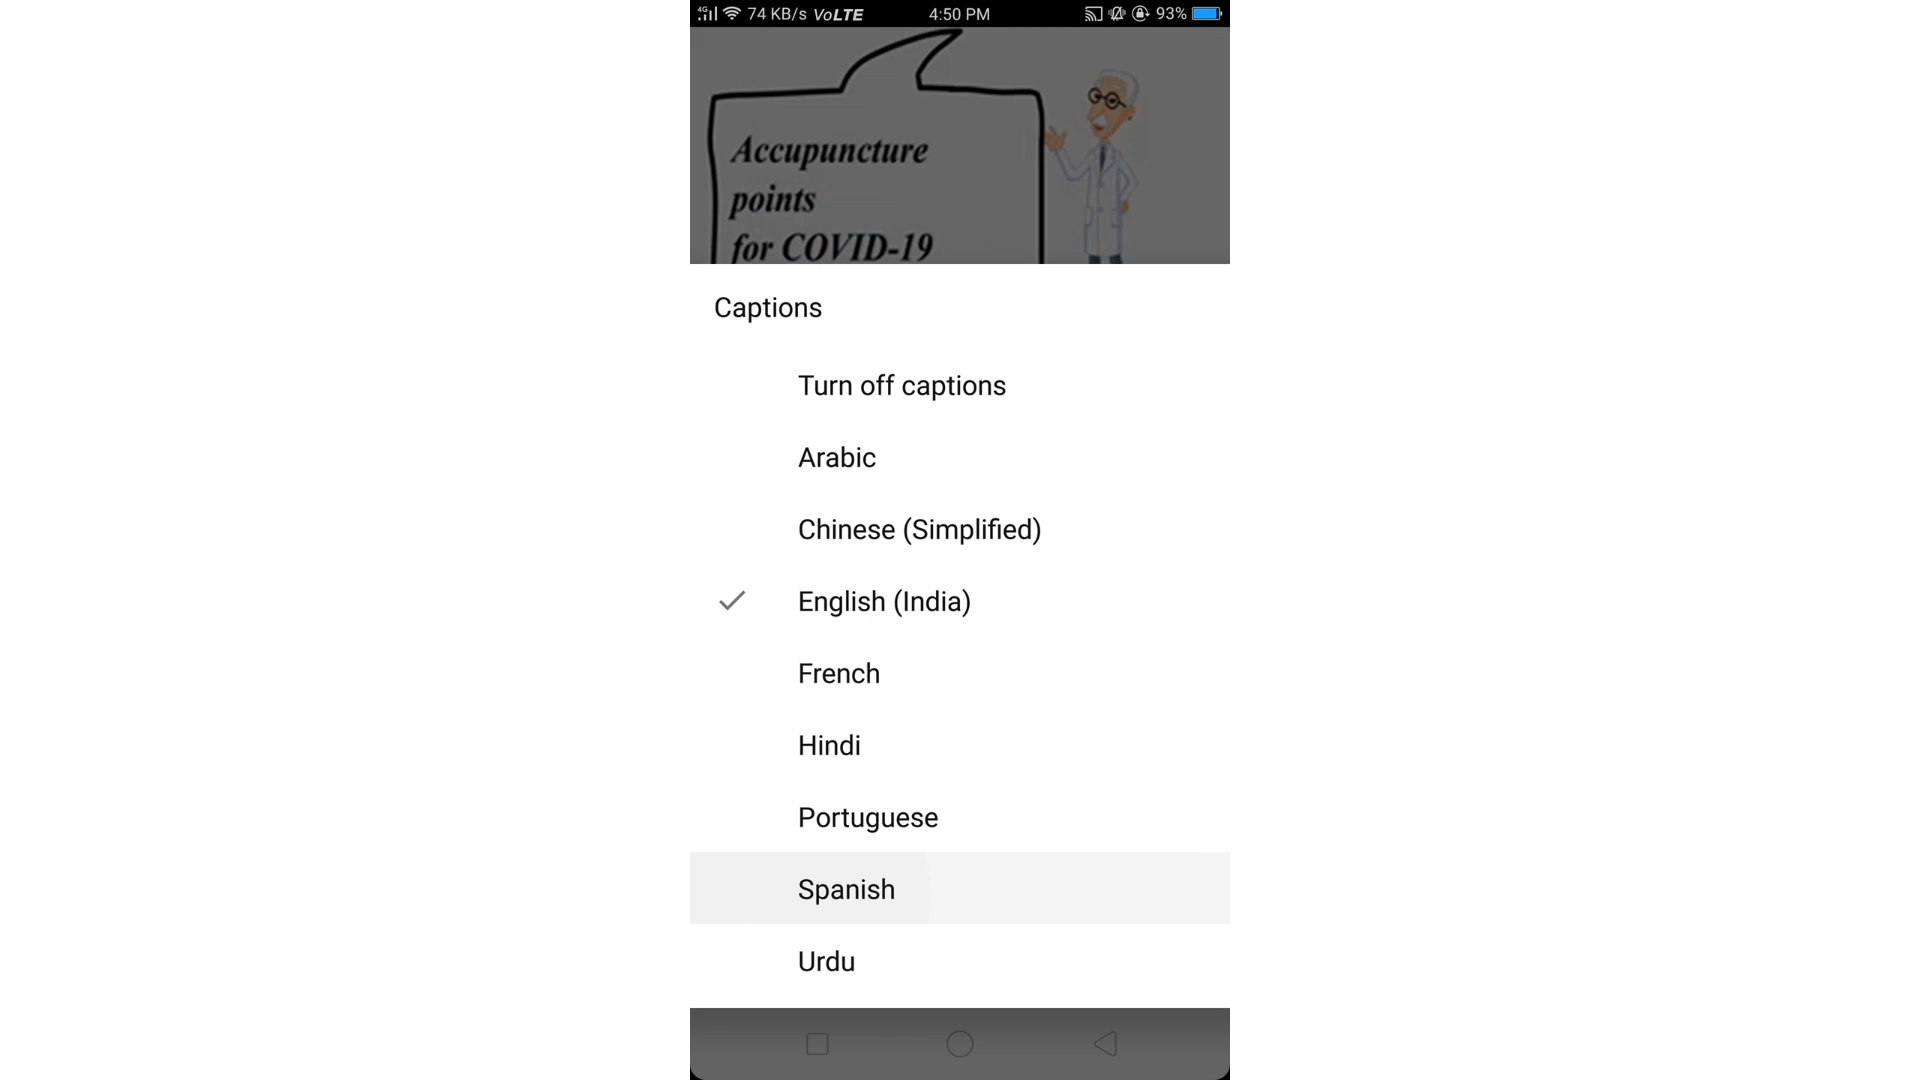 4G 74 KB/s VoLTE 4:50 PM 93%
Accupuncture
points
for COVID-19
Captions
Turn off captions
Arabic
Chinese (Simplified)
English (India)
French
Hindi
Portuguese
Spanish
Urdu